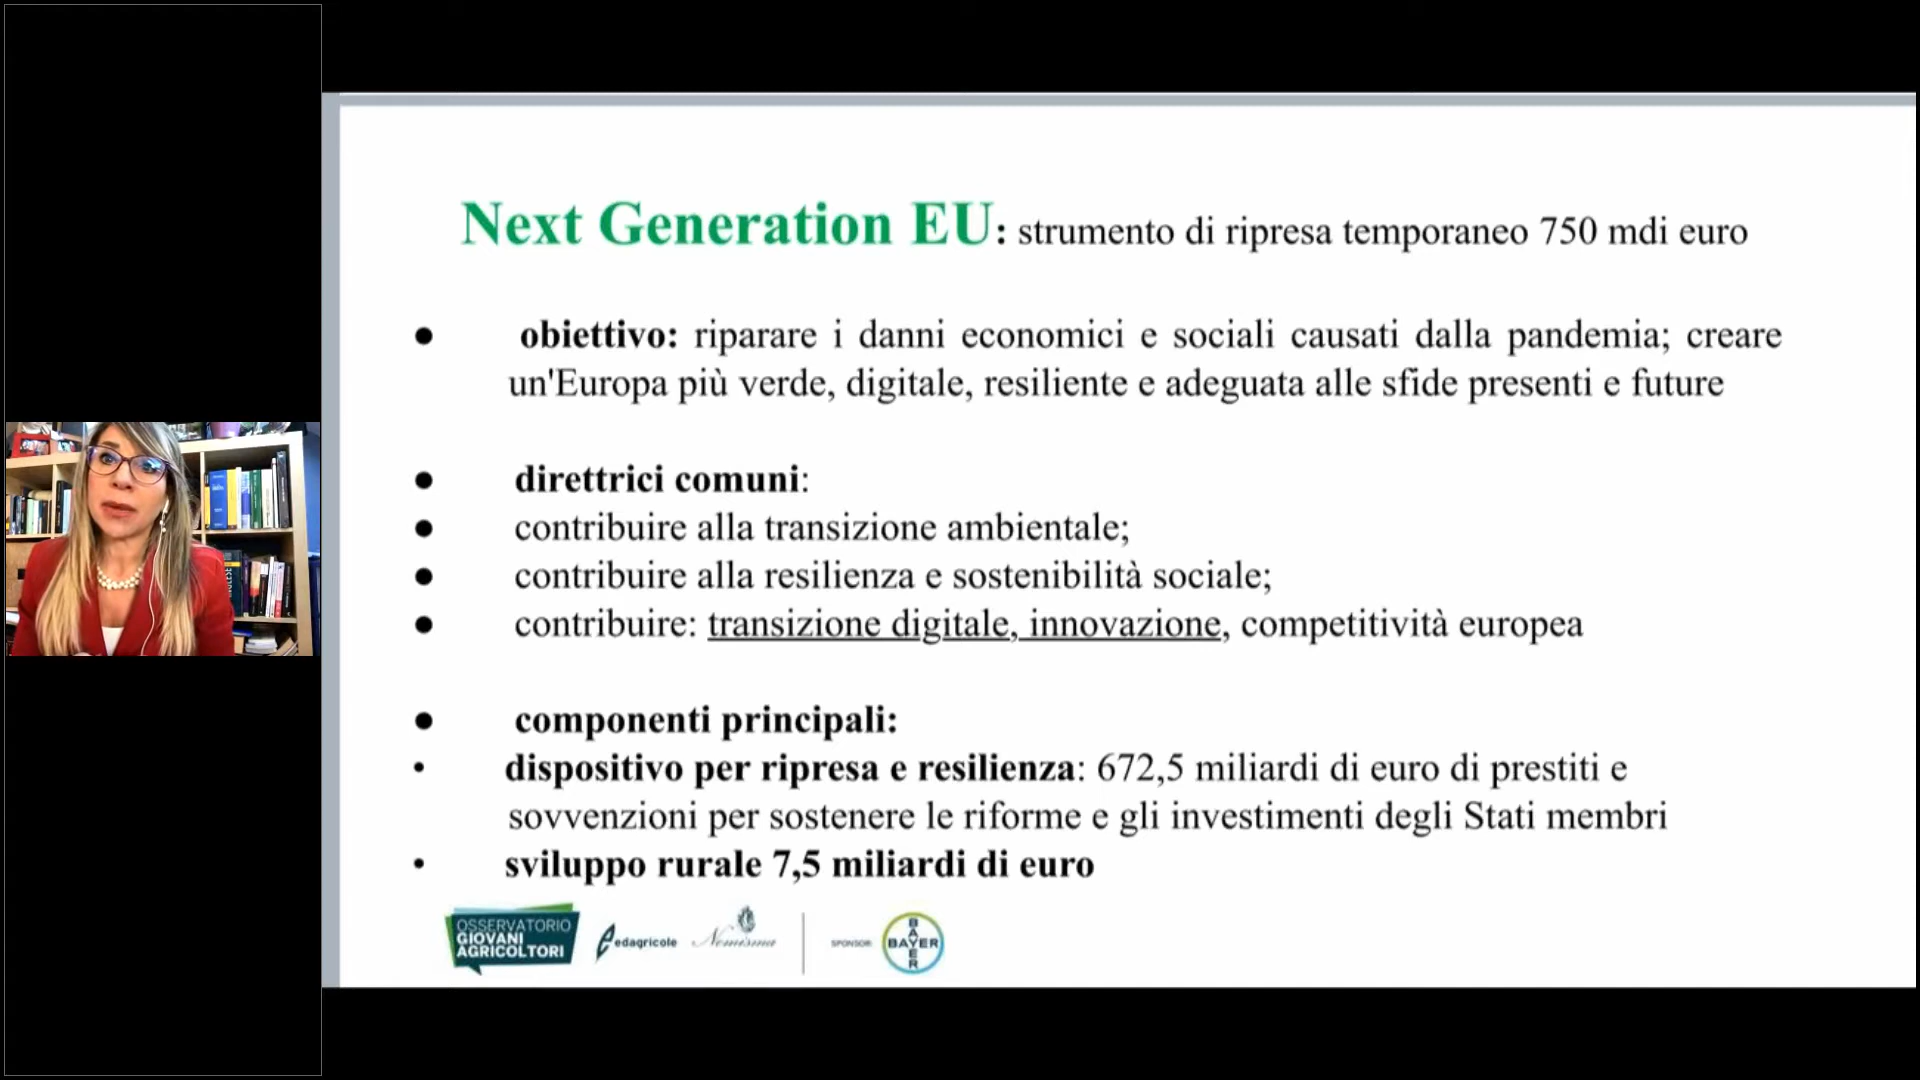 Next Generation EU: strumento di ripresa temporaneo 750 mdi euro
● obiettivo: riparare i danni economici e sociali causati dalla pandemia; creare
un'Europa più verde, digitale, resiliente e adeguata alle sfide presenti e future
● direttrici comuni:
● contribuire alla transizione ambientale;
● contribuire alla resilienza e sostenibilità sociale;
● contribuire: transizione digitale, innovazione, competitività europea
● componenti principali:
• dispositivo per ripresa e resilienza: 672,5 miliardi di euro di prestiti e
sovvenzioni per sostenere le riforme e gli investimenti degli Stati membri
• sviluppo rurale 7,5 miliardi di euro
OSSERVATORIO
GIOVANI
AGRICOLTORI
edagricole
Nomisma
SPONSOR
BAYER
BAYER